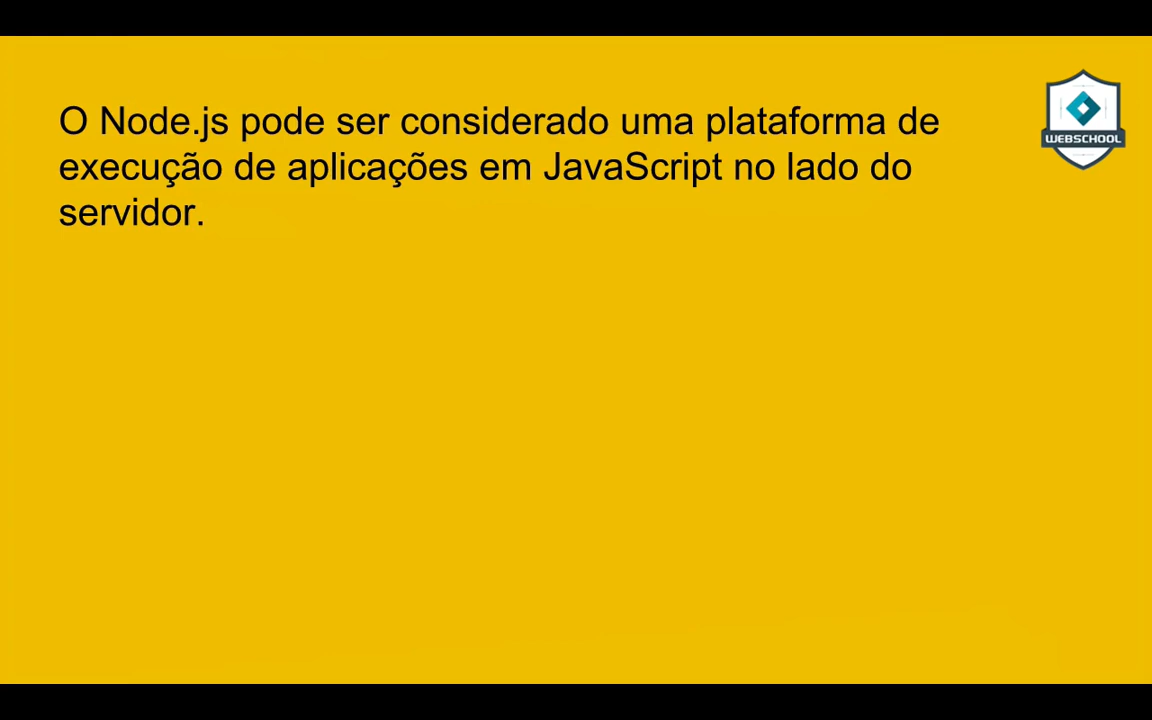 O Node.js pode ser considerado uma plataforma de
execução de aplicações em JavaScript no lado do
servidor.
WEBSCHOOL